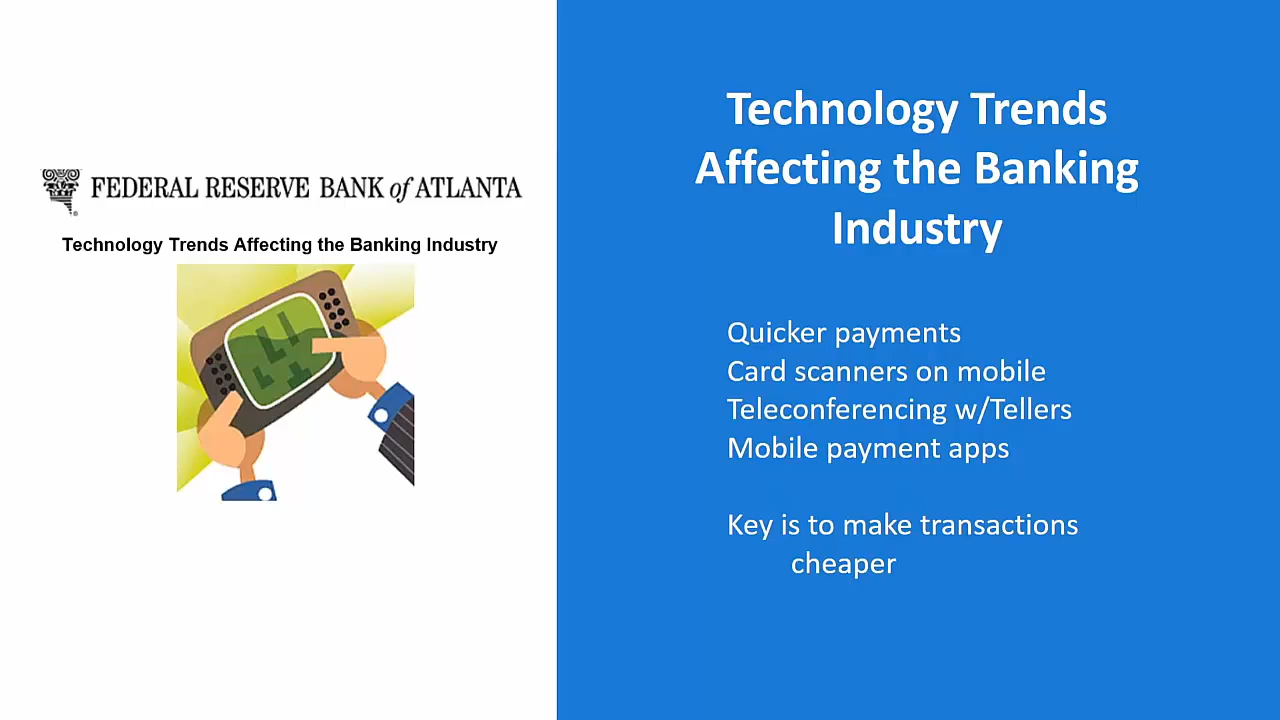 FEDERAL RESERVE BANK of ATLANTA
Technology Trends Affecting the Banking Industry
Technology Trends
Affecting the Banking
Industry
Quicker payments
Card scanners on mobile
Teleconferencing w/Tellers
Mobile payment apps
Key is to make transactions
cheaper